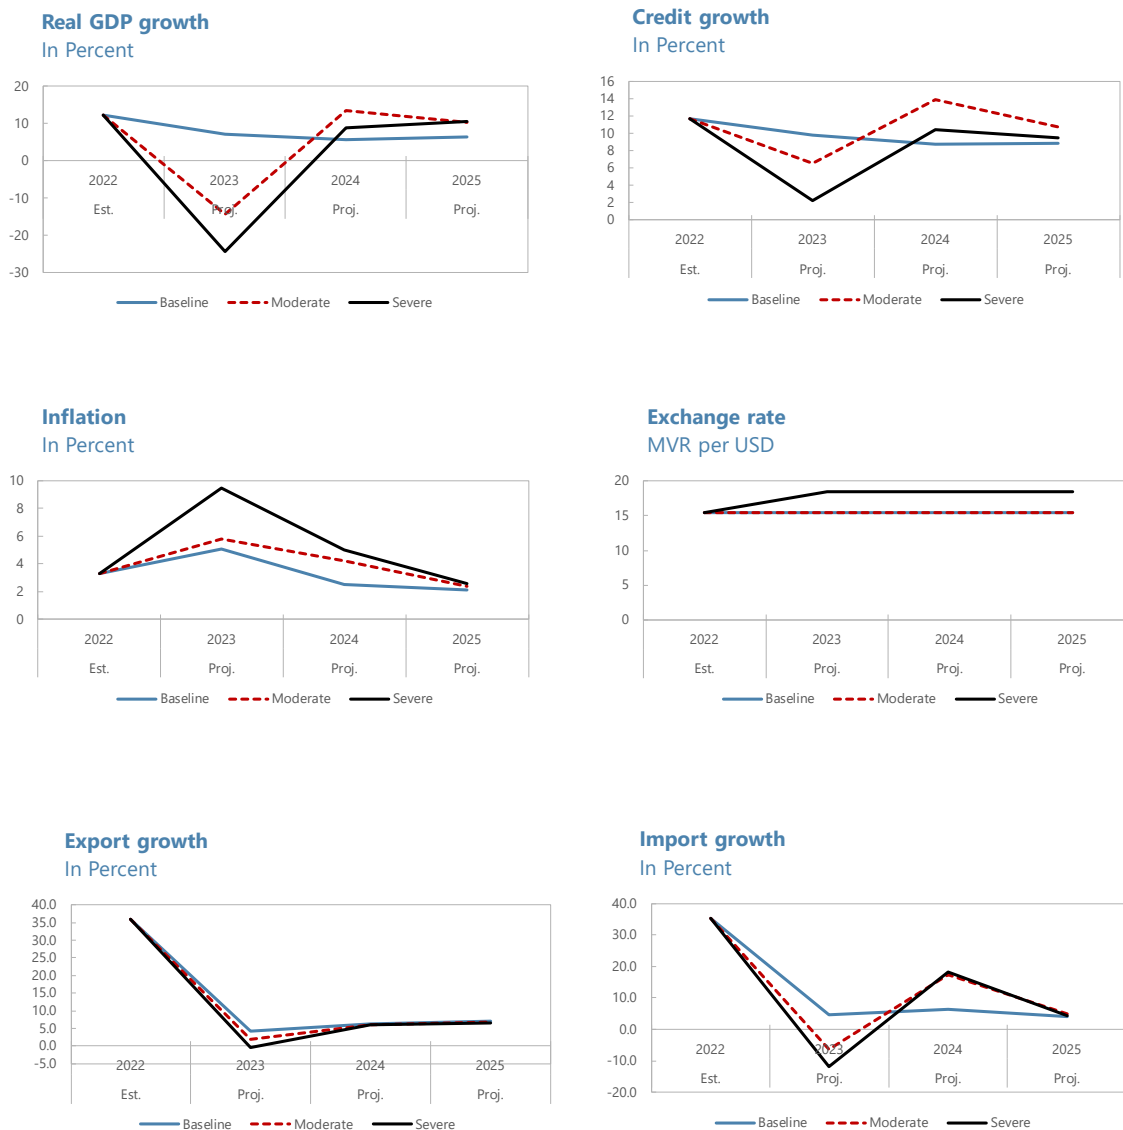 Real GDP growth
In Percent
20
10
0
-10
-20
-30
2022 2023 2024 2025
Est. Proj. Proj. Proj.
Baseline Moderate Severe
Credit growth
In Percent
16
14
12
10
8
6
4
2
0
2022 2023 2024 2025
Est. Proj. Proj. Proj.
Baseline Moderate Severe
Inflation
In Percent
10
8
6
4
2
0
2022 2023 2024 2025
Est. Proj. Proj. Proj.
Baseline Moderate Severe
Exchange rate
MVR per USD
20
15
10
5
0
2022 2023 2024 2025
Est. Proj. Proj. Proj.
Baseline Moderate Severe
Export growth
In Percent
40.0
35.0
30.0
25.0
20.0
15.0
10.0
5.0
0.0
-5.0
2022 2023 2024 2025
Est. Proj. Proj. Proj.
Baseline Moderate Severe
Import growth
In Percent
40.0
30.0
20.0
10.0
0.0
-10.0
-20.0
2022 2023 2024 2025
Est. Proj. Proj. Proj.
Baseline Moderate Severe